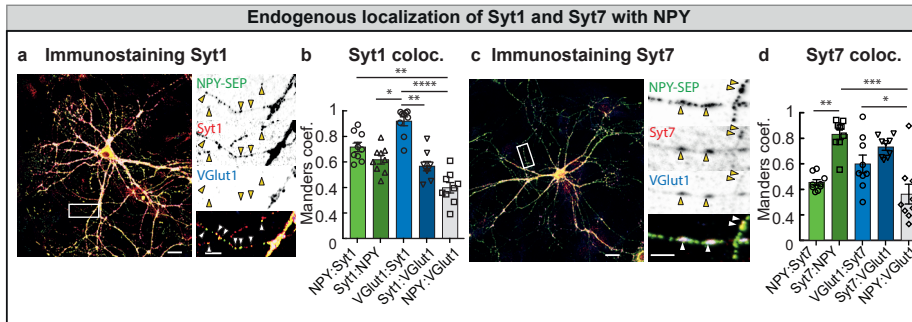 Endogenous localization of Syt1 and Syt7 with NPY
a Immunostaining Syt1
NPY-SEP
Syt1
VGlut1
b Syt1 coloc.
**
****
* **
Manders coef.
1
0.8
0.6
0.4
0.4
0
NPY:Syt1
Syt1:NPY
VGlut1:Syt1
Syt1:VGlut1
NPY:VGlut1
c Immunostaining Syt7
NPY-SEP
Syt7
VGlut1
d Syt7 coloc.
***
** *
Manders coef.
1
0.8
0.6
0.4
0.4
0
NPY:Syt7
Syt7:NPY
VGlut1:Syt7
Syt7:VGlut1
NPY:VGlut1